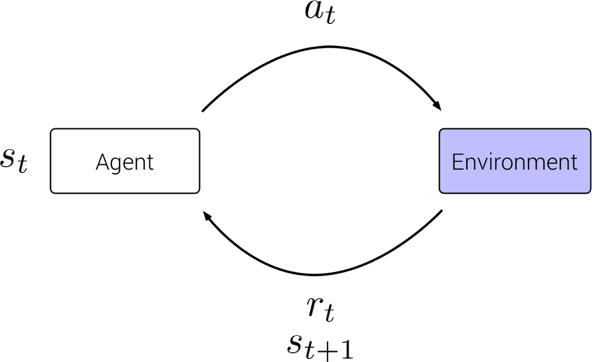 a_t
s_t
Agent
Environment
r_t
s_{t+1}